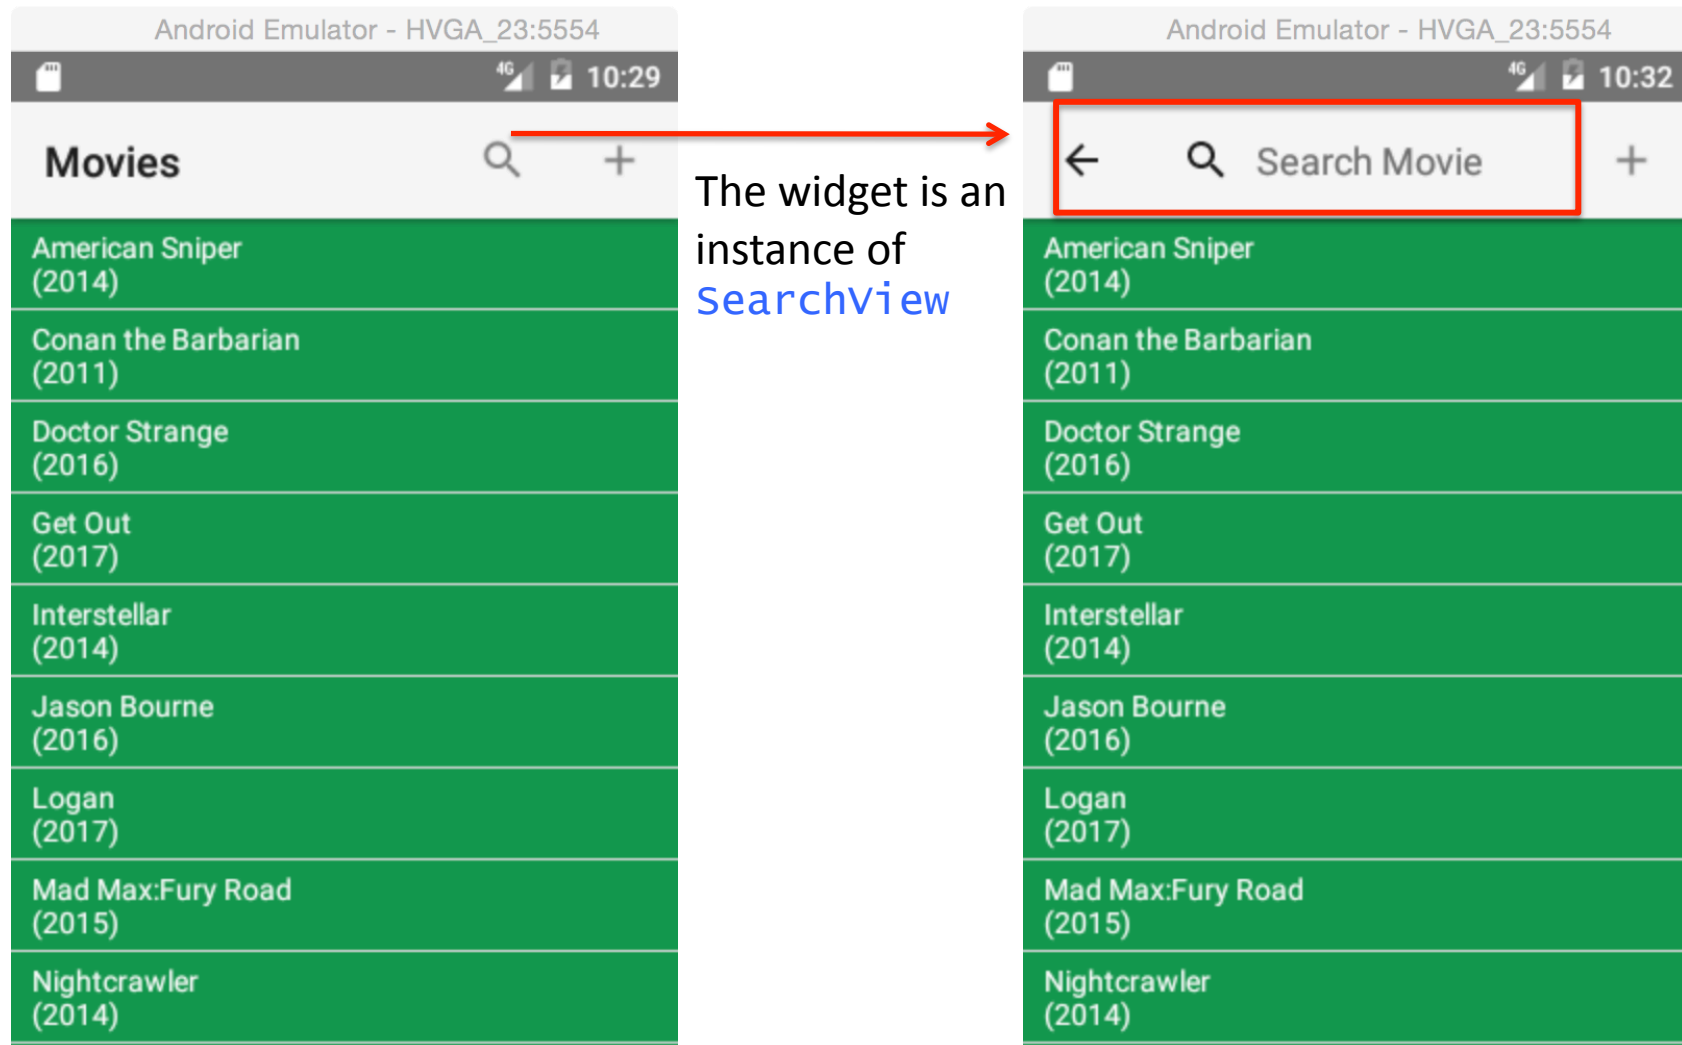 Android Emulator - HVGA_23:5554
4G 10:29
Movies
American Sniper
(2014)
Conan the Barbarian
(2011)
Doctor Strange
(2016)
Get Out
(2017)
Interstellar
(2014)
Jason Bourne
(2016)
Logan
(2017)
Mad Max:Fury Road
(2015)
Nightcrawler
(2014)
The widget is an
instance of
SearchView
Android Emulator - HVGA_23:5554
4G 10:32
Search Movie
American Sniper
(2014)
Conan the Barbarian
(2011)
Doctor Strange
(2016)
Get Out
(2017)
Interstellar
(2014)
Jason Bourne
(2016)
Logan
(2017)
Mad Max:Fury Road
(2015)
Nightcrawler
(2014)